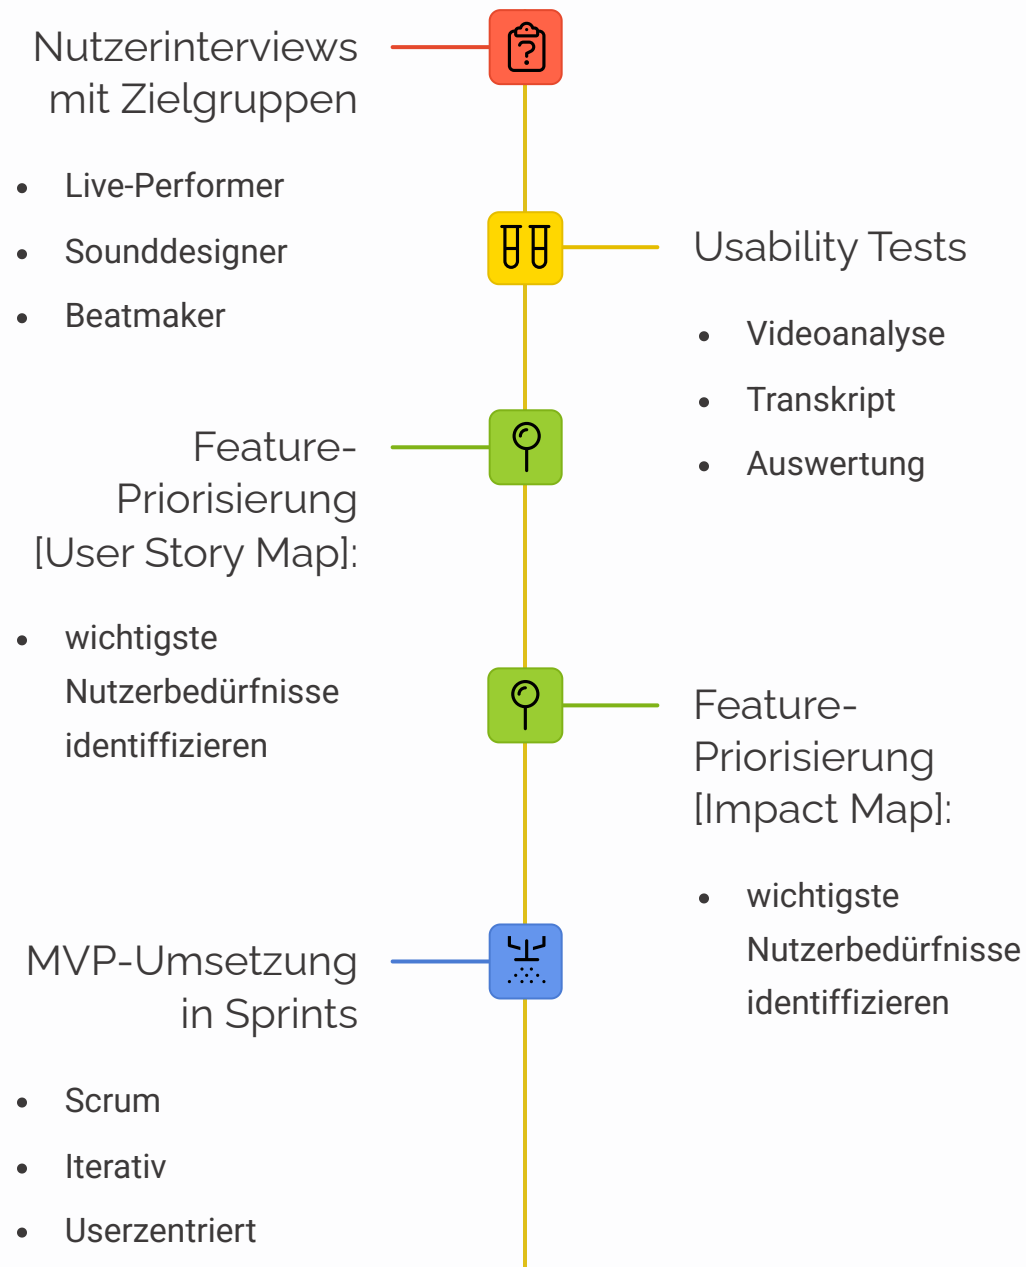 Nutzerinterviews
mit Zielgruppen
• Live-Performer
• Sounddesigner
• Beatmaker
Usability Tests
• Videoanalyse
• Transkript
• Auswertung
Feature-
Priorisierung
[User Story Map]:
• wichtigste
Nutzerbedürfnisse
identiffizieren
Feature-
Priorisierung
[Impact Map]:
• wichtigste
Nutzerbedürfnisse
identiffizieren
MVP-Umsetzung
in Sprints
• Scrum
• Iterativ
• Userzentriert